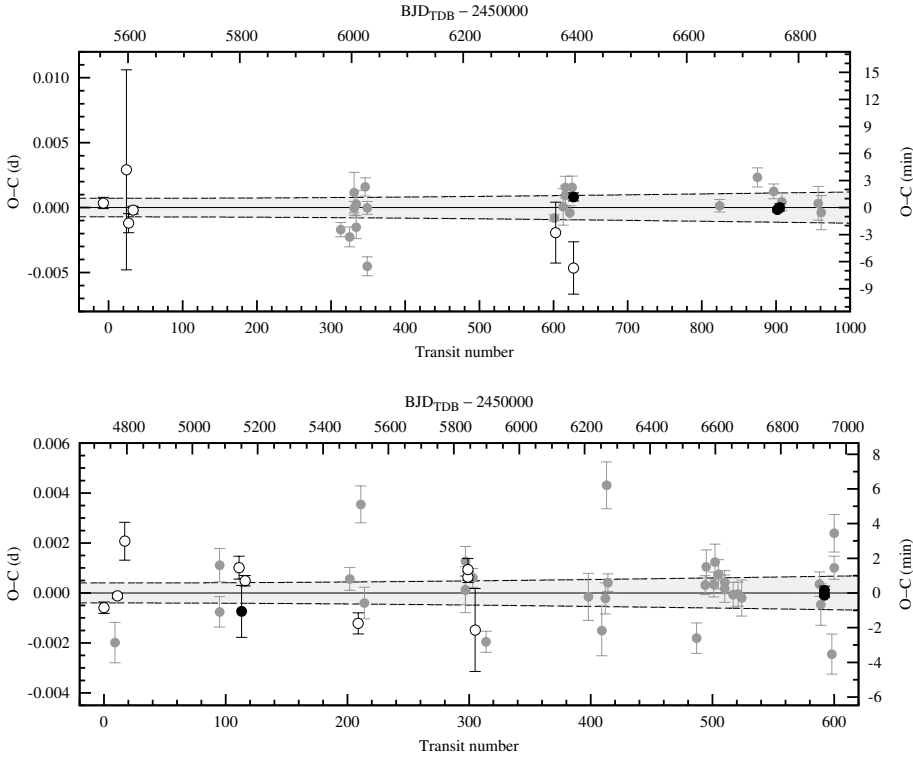 BJD_TDB − 2450000
5600 5800 6000 6200 6400 6600 6800
0.010 0.005 0.000 -0.005
O−C (d)
15 12 9 6 3 0 -3 -6 -9
O−C (min)
0 100 200 300 400 500 600 700 800 900 1000
Transit number
BJD_TDB − 2450000
4800 5000 5200 5400 5600 5800 6000 6200 6400 6600 6800 7000
0.006 0.004 0.002 0.000 -0.002 -0.004
O−C (d)
8 6 4 2 0 -2 -4 -6
O−C (min)
0 100 200 300 400 500 600
Transit number